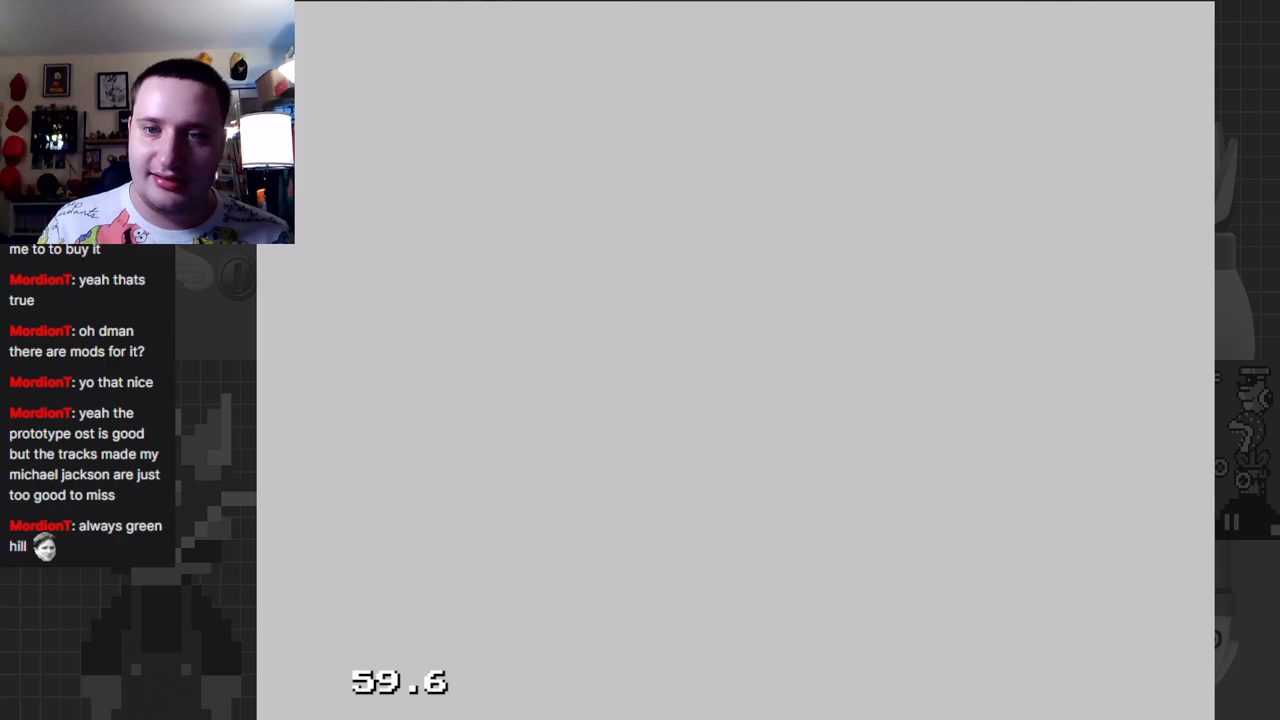 me to to buy it
MordionT: yeah thats
true
MordionT: oh dman
there are mods for it?
MordionT: yo that nice
MordionT: yeah the
prototype ost is good
but the tracks made my
michael jackson are just
too good to miss
MordionT: always green
hill
59.6